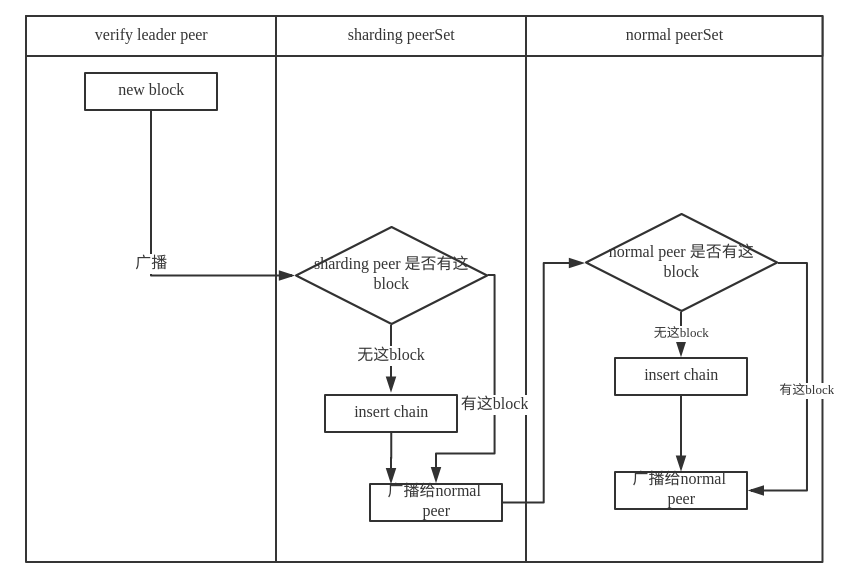 verify leader peer
sharding peerSet
normal peerSet
new block
广播
sharding peer 是否有这
block
无这block
有这block
insert chain
广播给normal
peer
normal peer 是否有这
block
无这block
insert chain
有这block
广播给normal
peer